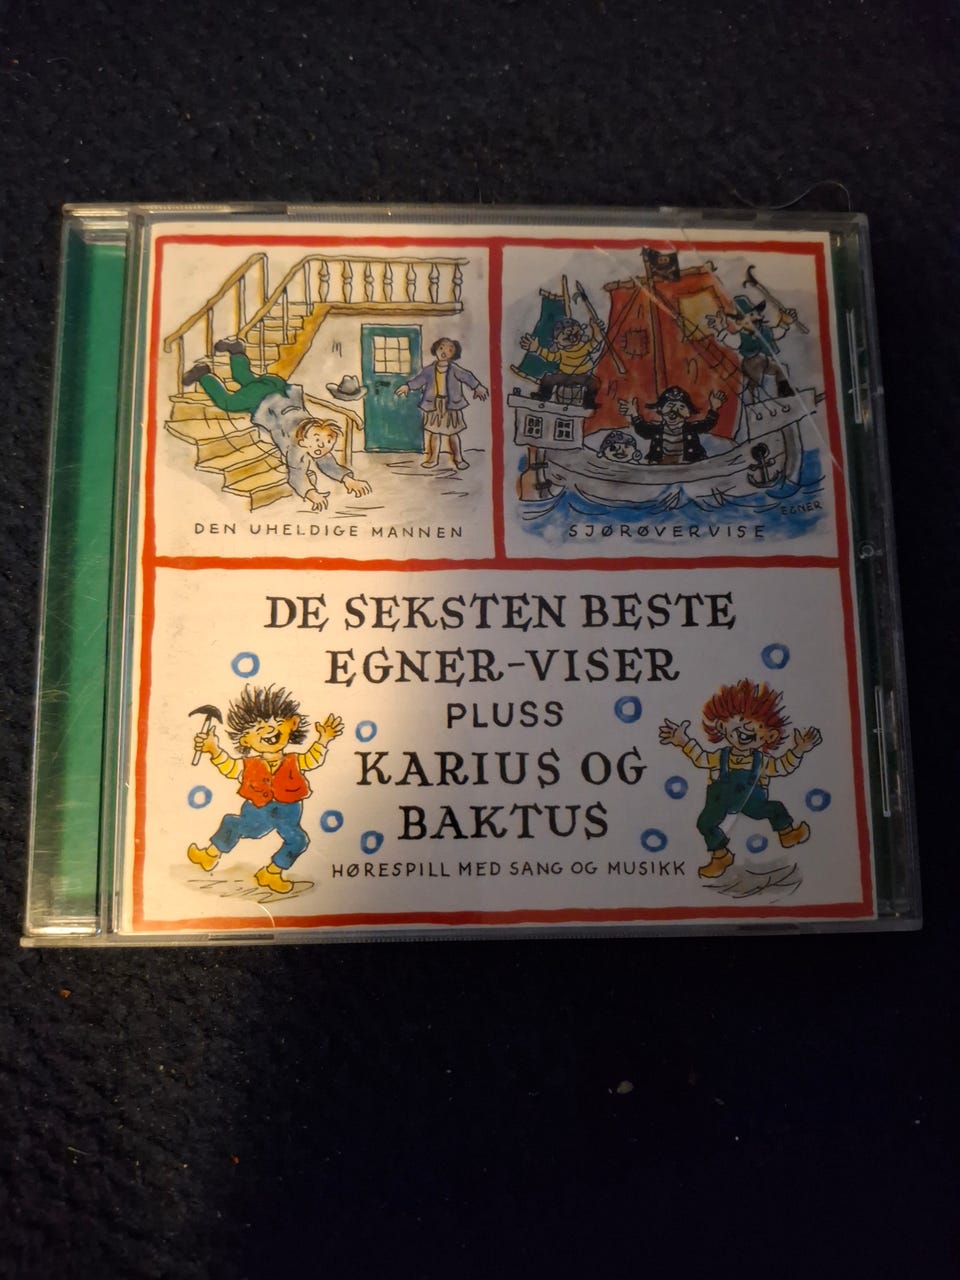 DEN UHELDIGE MANNEN
EGNER
SJØRØVERVISE
DE SEKSTEN BESTE
EGNER-VISER
PLUSS
KARIUS OG
BAKTUS
HØRESPILL MED SANG OG MUSIKK